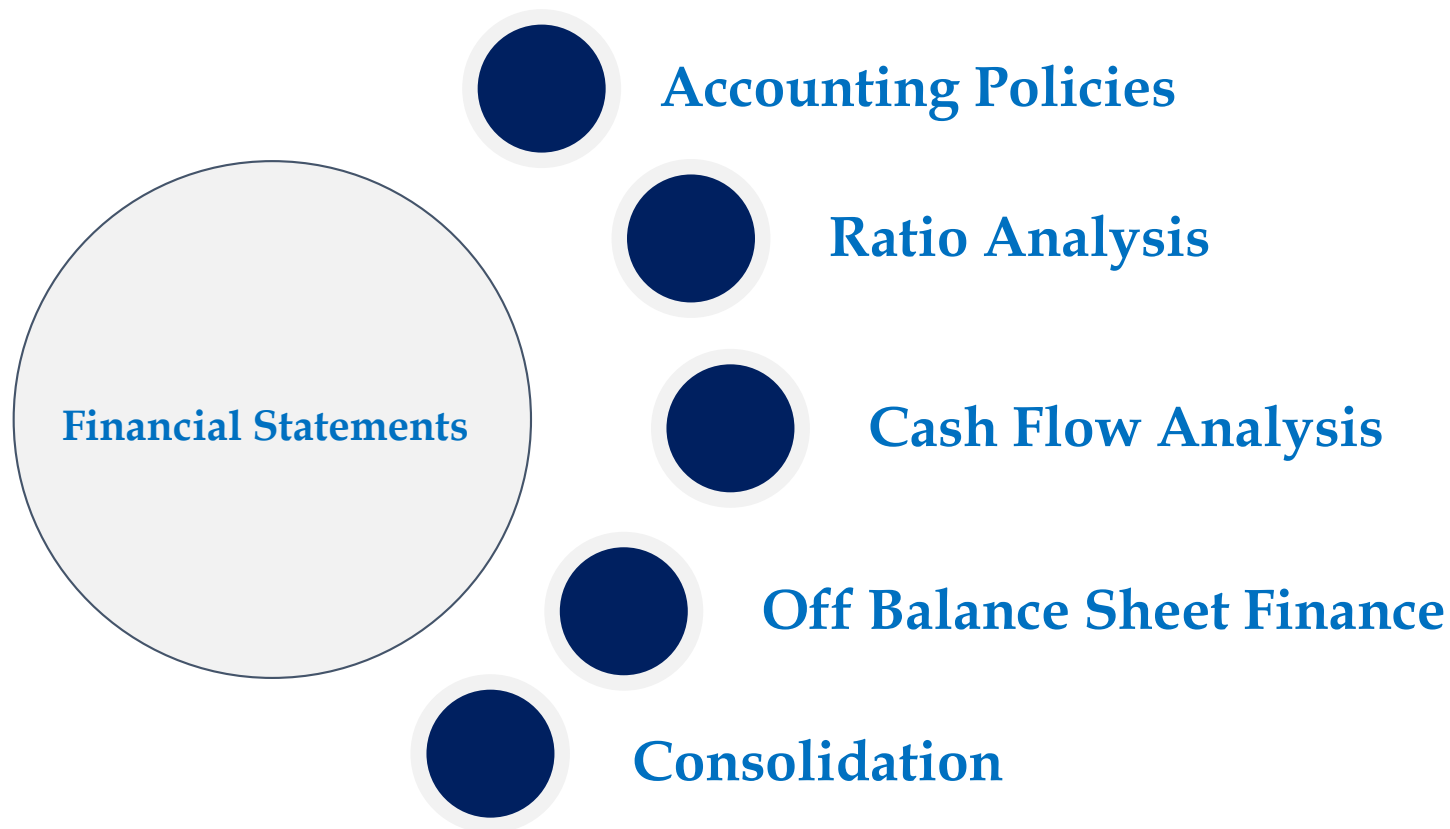 Accounting Policies
Ratio Analysis
Financial Statements
Cash Flow Analysis
Off Balance Sheet Finance
Consolidation